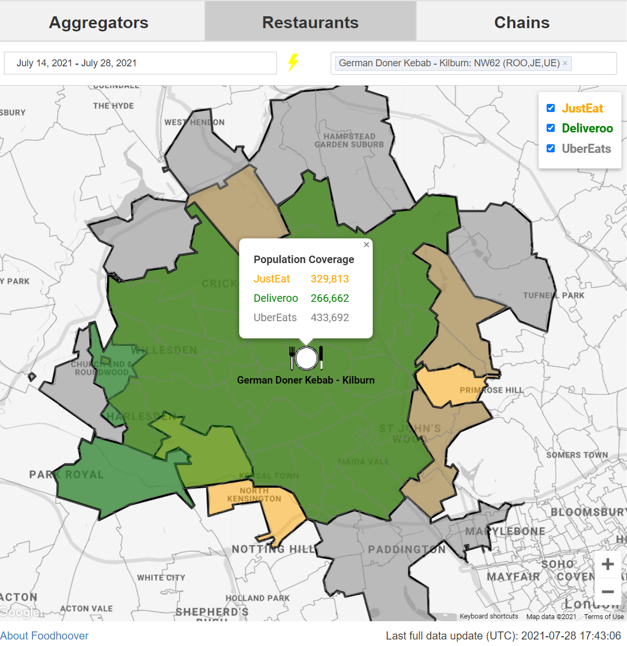 Aggregators
Restaurants
Chains
July 14, 2021 - July 28, 2021
German Doner Kebab - Kilburn: NW62 (ROO,JE,UE) ×
THE HYDE
WEST HENDON
HAMPSTEAD
GARDEN SUBURB
JustEat
Deliveroo
UberEats
×
Population Coverage
JustEat 329,813
Deliveroo 266,662
UberEats 433,692
CRICK
Y PARK
TUFNELL PARK
WILLESDEN
CHURCH END &
ROUNDWOOD
German Doner Kebab - Kilburn
PRIMROSE HILL
HARLESDEN
ST JOHN'S
WOOD
MAIDA VALE
SOMERS TOWN
PARK ROYAL
KENSAL TOWN
NORTH
KENSINGTON
BLOOMSBURY
MARYLEBONE
NOTTING HILL
PADDINGTON
SOHO
WHITE CITY
MAYFAIR
COVEN
HOLLAND PARK
ACTON
ACTON VALE
SHEPHERD'S
London
+
−
Google
Keyboard shortcuts
Map data ©2021
Terms of Use
About Foodhoover
Last full data update (UTC): 2021-07-28 17:43:06